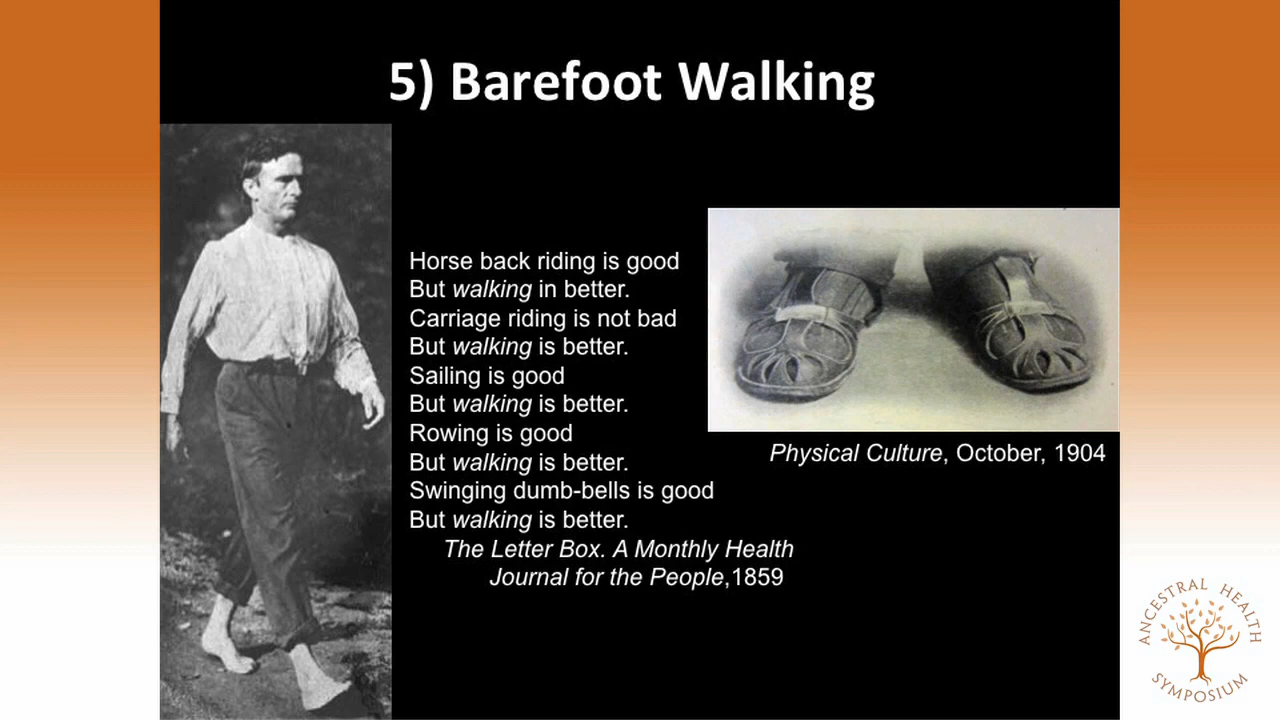 5) Barefoot Walking
Horse back riding is good
But walking in better.
Carriage riding is not bad
But walking is better.
Sailing is good
But walking is better.
Rowing is good
But walking is better.
Swinging dumb-bells is good
But walking is better.
The Letter Box. A Monthly Health
Journal for the People,1859
Physical Culture, October, 1904
ANCESTRAL HEALTH
SYMPOSIUM